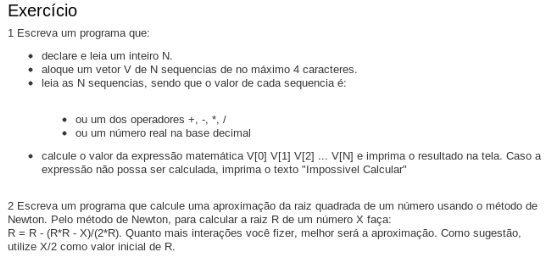 Exercício
1 Escreva um programa que:
• declare e leia um inteiro N.
• aloque um vetor V de N sequencias de no máximo 4 caracteres.
• leia as N sequencias, sendo que o valor de cada sequencia é:
• ou um dos operadores +, -, *, /
• ou um número real na base decimal
• calcule o valor da expressão matemática V[0] V[1] V[2] ... V[N] e imprima o resultado na tela. Caso a
expressão não possa ser calculada, imprima o texto "Impossivel Calcular"
2 Escreva um programa que calcule uma aproximação da raiz quadrada de um número usando o método de
Newton. Pelo método de Newton, para calcular a raiz R de um número X faça:
R = R - (R*R - X)/(2*R). Quanto mais interações você fizer, melhor será a aproximação. Como sugestão,
utilize X/2 como valor inicial de R.